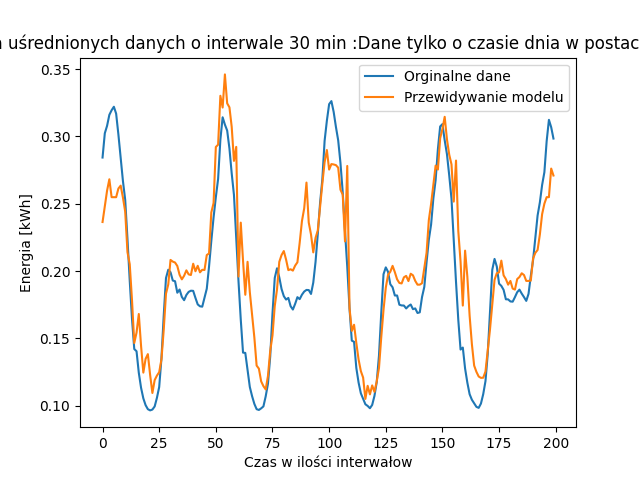 uśrednionych danych o interwale 30 min :Dane tylko o czasie dnia w postac
Orginalne dane
Przewidywanie modelu
Energia [kWh]
0.35
0.30
0.25
0.20
0.15
0.10
0 25 50 75 100 125 150 175 200
Czas w ilości interwałow